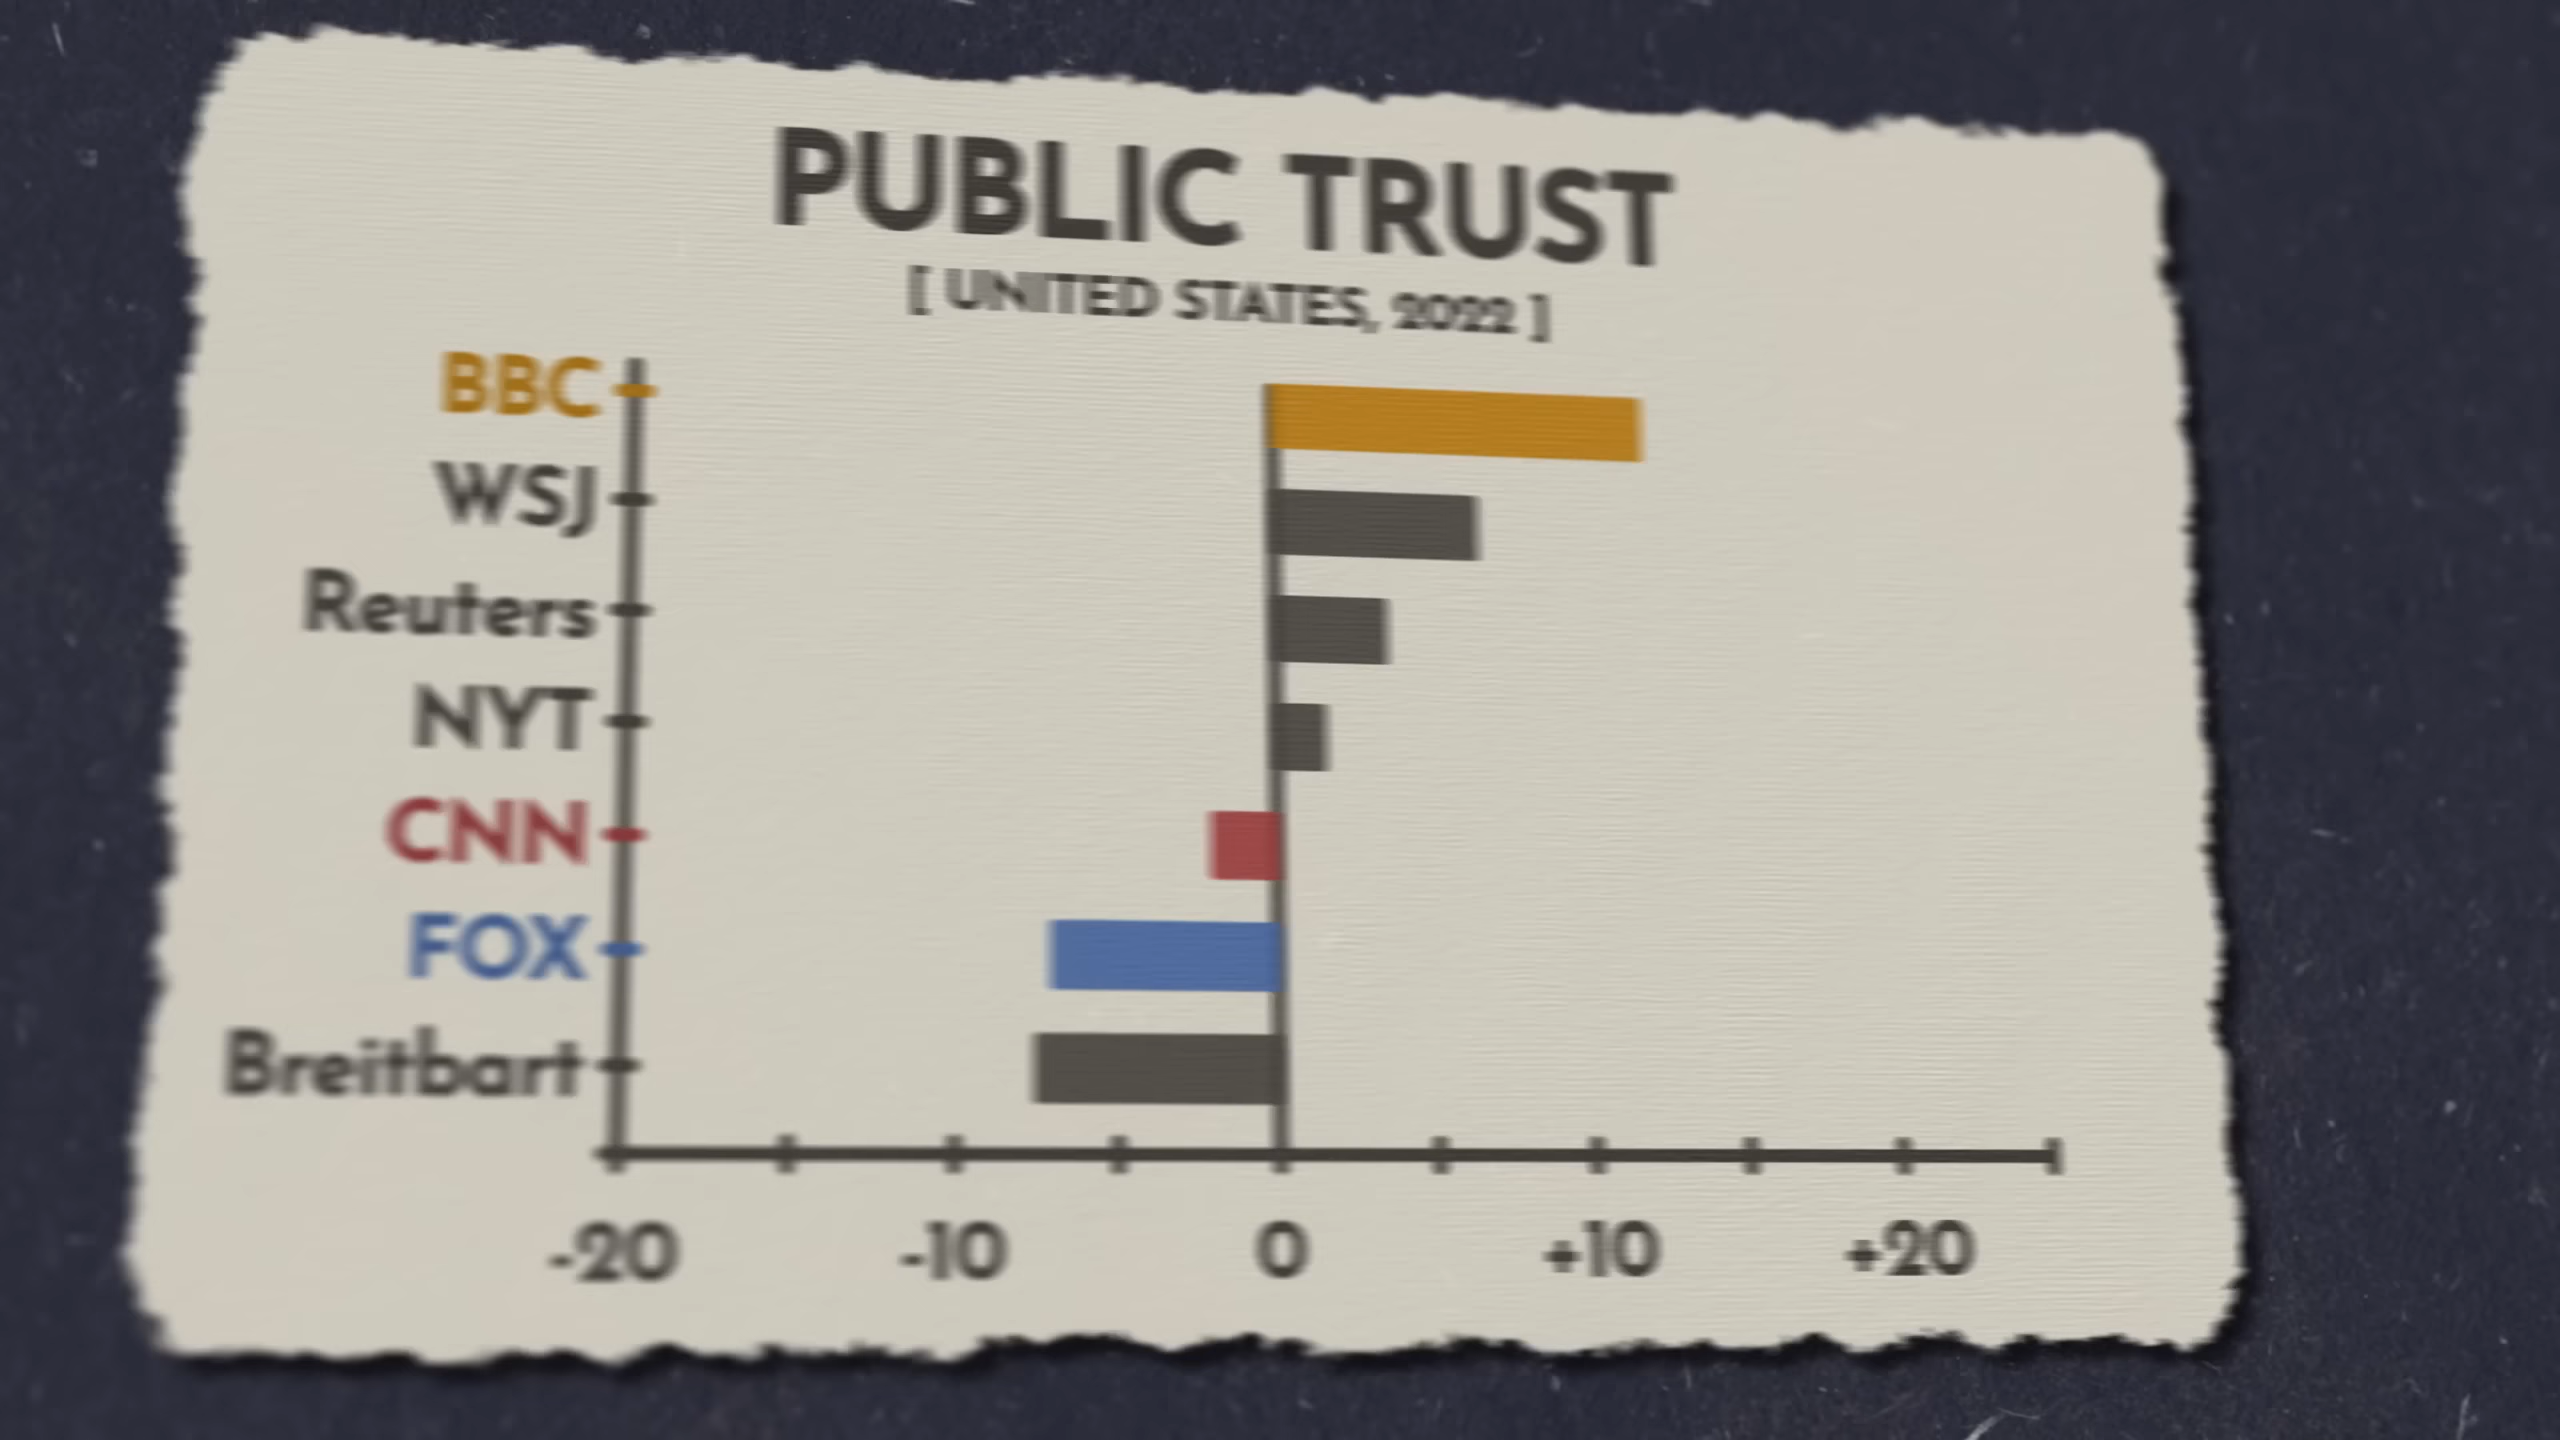 PUBLIC TRUST
[ UNITED STATES, 2022 ]
BBC
WSJ
Reuters
NYT
CNN
FOX
Breitbart
-20 -10 0 +10 +20